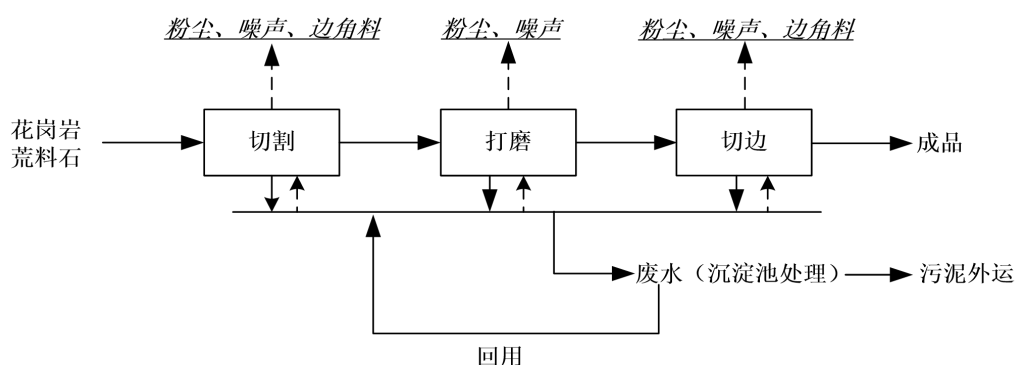 粉尘、噪声、边角料
粉尘、噪声
粉尘、噪声、边角料
花岗岩
荒料石
切割
打磨
切边
成品
废水（沉淀池处理）
污泥外运
回用